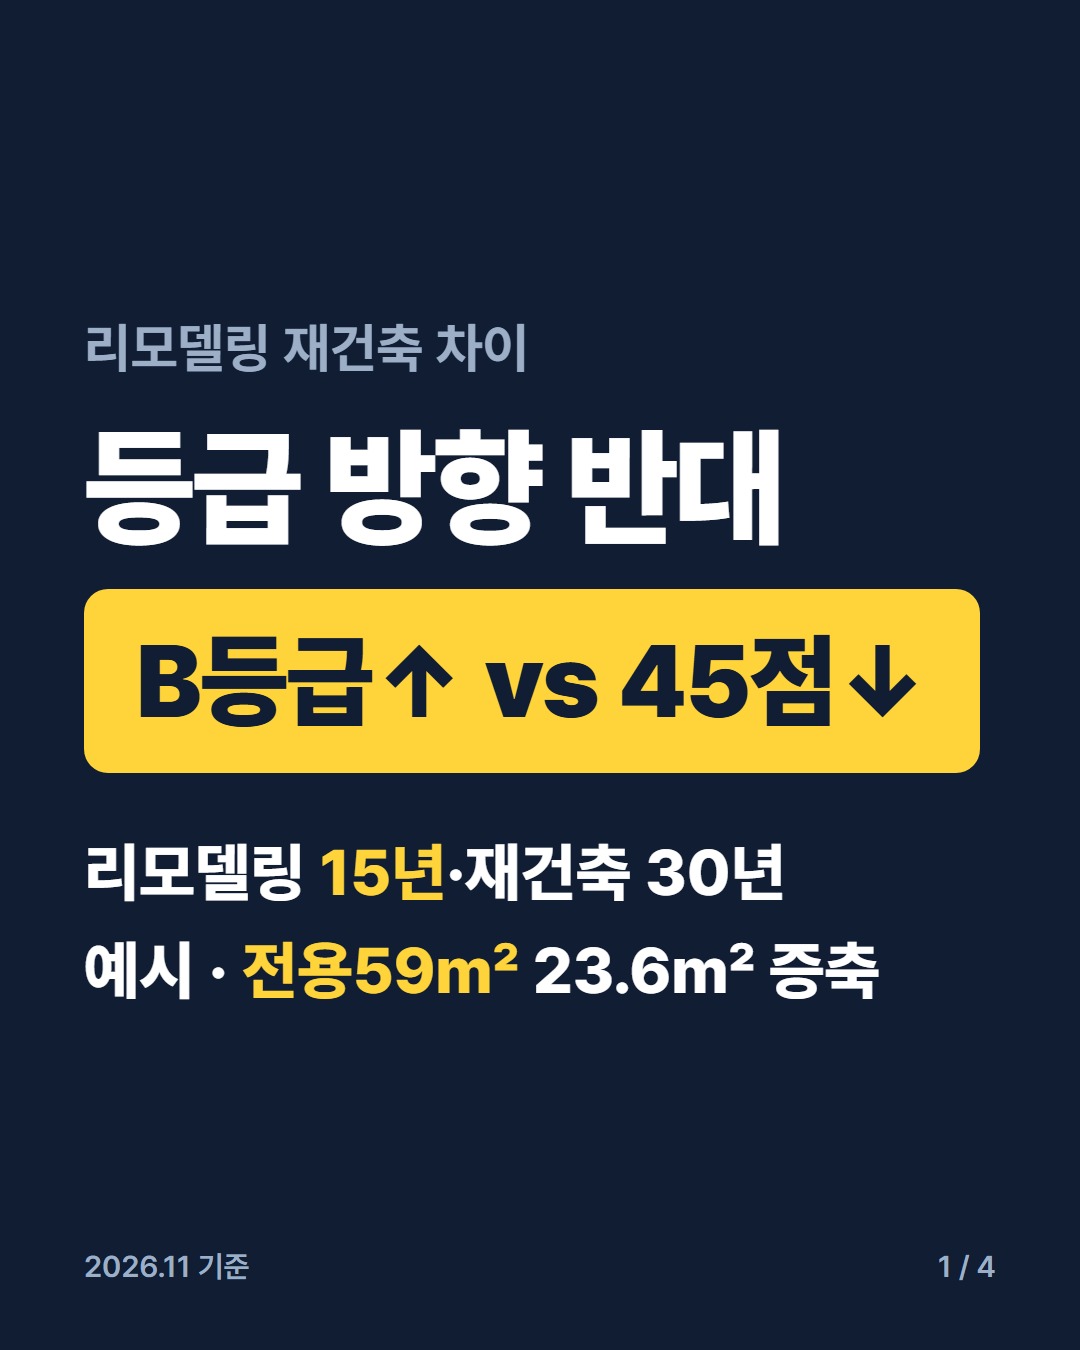 리모델링 재건축 차이
등급 방향 반대
B등급↑ vs 45점↓
리모델링 15년·재건축 30년
예시 · 전용59m² 23.6m² 증축
2026.11 기준
1 / 4